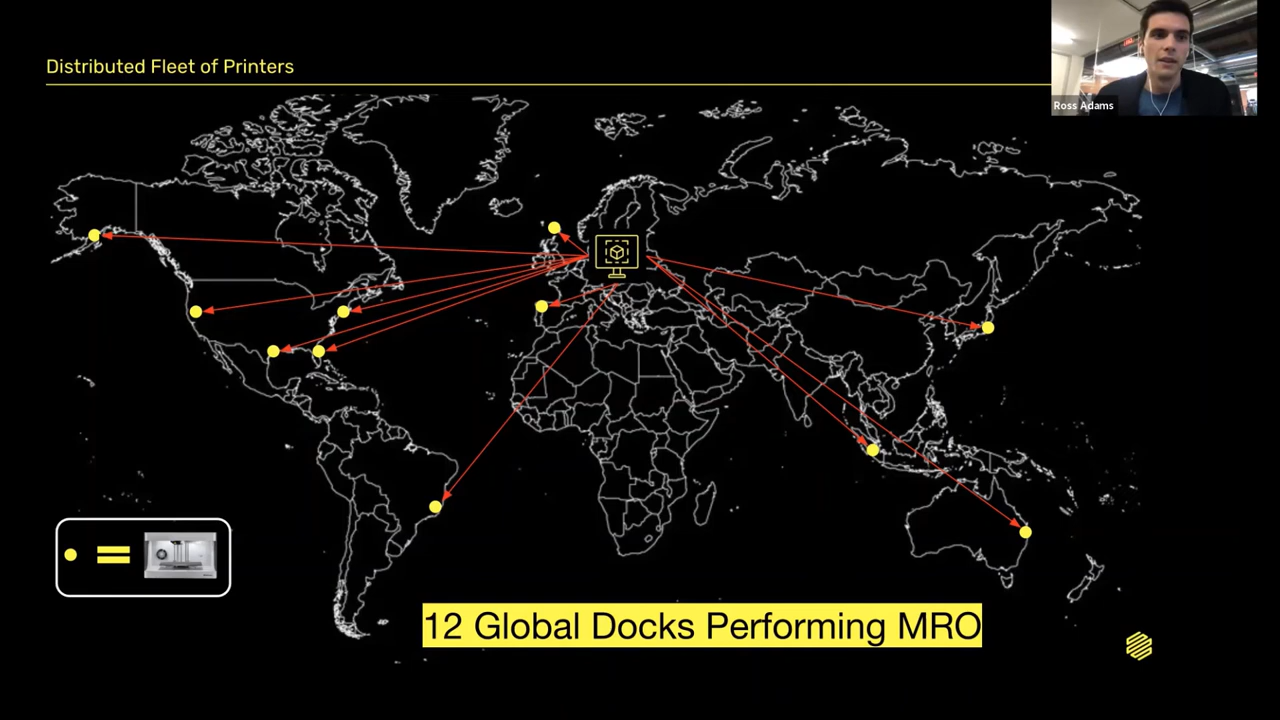 Distributed Fleet of Printers
Ross Adams
12 Global Docks Performing MRO